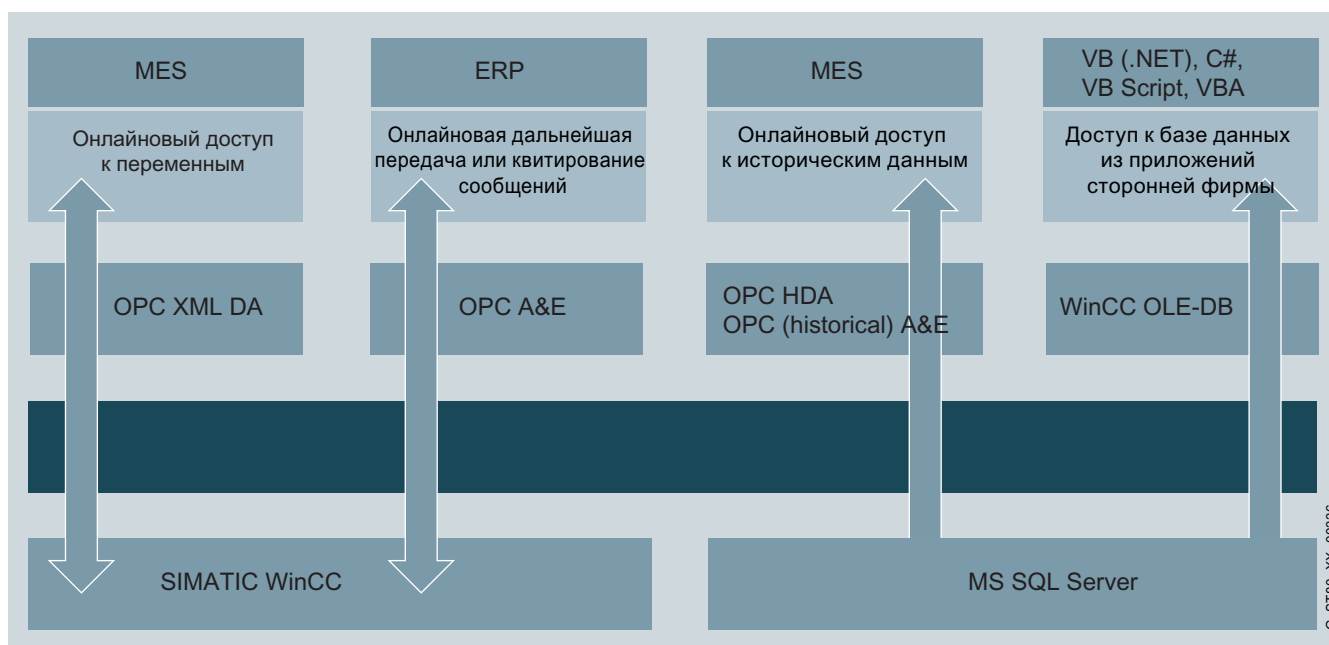 MES
ERP
MES
VB (.NET), C#,
VB Script, VBA
Онлайновый доступ
к переменным
Онлайновая дальнейшая
передача или квитирование
сообщений
Онлайновый доступ
к историческим данным
Доступ к базе данных
из приложений
сторонней фирмы
OPC XML DA
OPC A&E
OPC HDA
OPC (historical) A&E
WinCC OLE-DB
SIMATIC WinCC
MS SQL Server